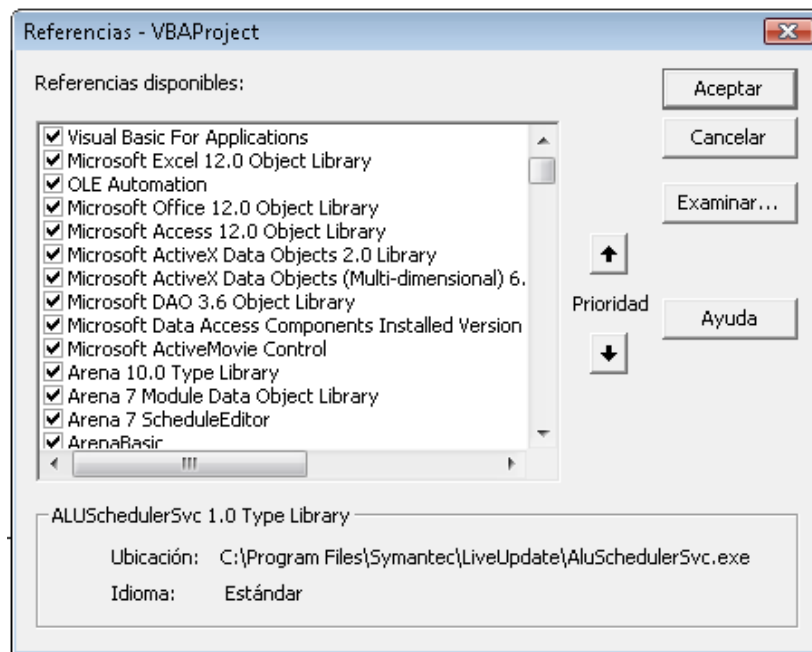 Referencias - VBAProject
Referencias disponibles:
Visual Basic For Applications
Microsoft Excel 12.0 Object Library
OLE Automation
Microsoft Office 12.0 Object Library
Microsoft Access 12.0 Object Library
Microsoft ActiveX Data Objects 2.0 Library
Microsoft ActiveX Data Objects (Multi-dimensional) 6.
Microsoft DAO 3.6 Object Library
Microsoft Data Access Components Installed Version
Microsoft ActiveMovie Control
Arena 10.0 Type Library
Arena 7 Module Data Object Library
Arena 7 ScheduleEditor
ArenaBasic
Aceptar
Cancelar
Examinar...
Prioridad
Ayuda
ALUSchedulerSvc 1.0 Type Library
Ubicación: C:\Program Files\Symantec\LiveUpdate\AluSchedulerSvc.exe
Idioma: Estándar